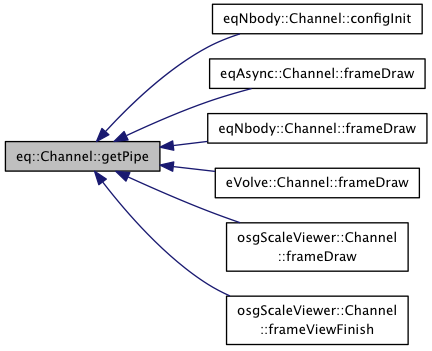 eqNbody::Channel::configInit
eqAsync::Channel::frameDraw
eqNbody::Channel::frameDraw
eq::Channel::getPipe
eVolve::Channel::frameDraw
osgScaleViewer::Channel
::frameDraw
osgScaleViewer::Channel
::frameViewFinish